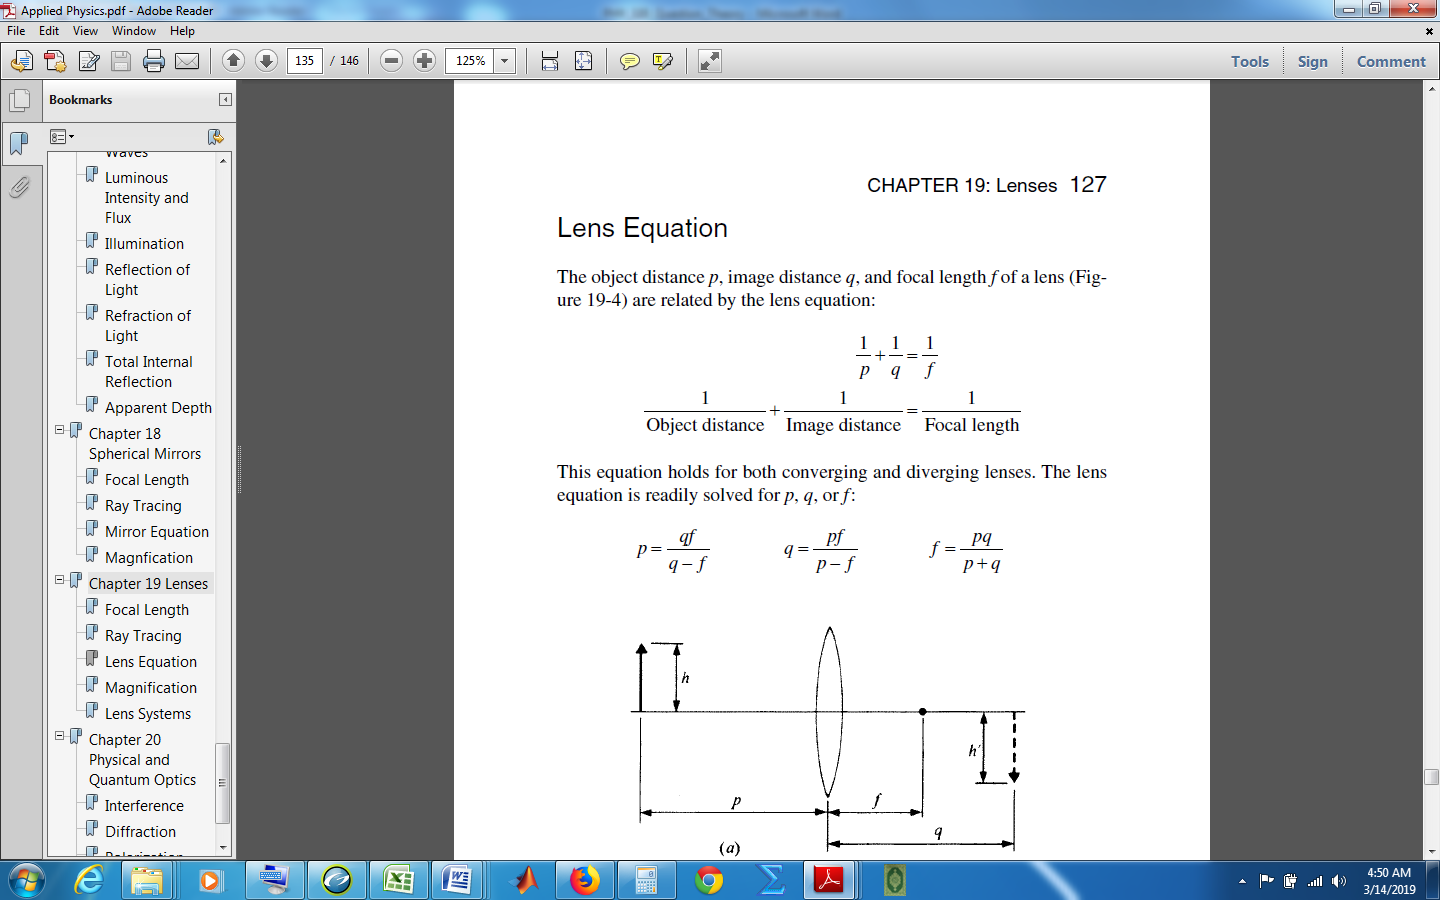 Applied Physics.pdf - Adobe Reader
File Edit View Window Help
135 / 146 125% Tools Sign Comment
Bookmarks
Waves
Luminous
Intensity and
Flux
Illumination
Reflection of
Light
Refraction of
Light
Total Internal
Reflection
Apparent Depth
Chapter 18
Spherical Mirrors
Focal Length
Ray Tracing
Mirror Equation
Magnfication
Chapter 19 Lenses
Focal Length
Ray Tracing
Lens Equation
Magnification
Lens Systems
Chapter 20
Physical and
Quantum Optics
Interference
Diffraction
Polarization
CHAPTER 19: Lenses 127
Lens Equation
The object distance p, image distance q, and focal length f of a lens (Fig-
ure 19-4) are related by the lens equation:
1/p + 1/q = 1/f
1/Object distance + 1/Image distance = 1/Focal length
This equation holds for both converging and diverging lenses. The lens
equation is readily solved for p, q, or f:
p = qf/(q – f) q = pf/(p – f) f = pq/(p + q)
h
h'
p f
q
(a)
4:50 AM
3/14/2019